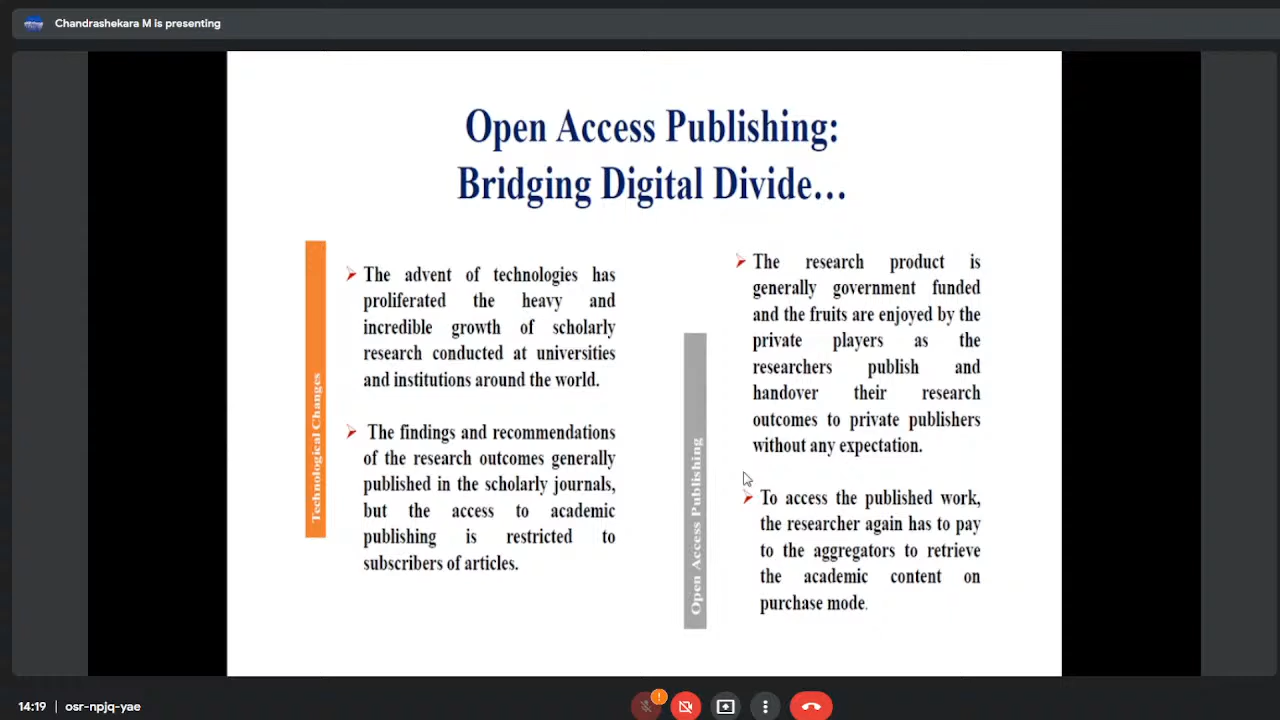 Chandrashekara M is presenting
Open Access Publishing:
Bridging Digital Divide...
Technological Changes
➢ The advent of technologies has
proliferated the heavy and
incredible growth of scholarly
research conducted at universities
and institutions around the world.
➢ The findings and recommendations
of the research outcomes generally
published in the scholarly journals,
but the access to academic
publishing is restricted to
subscribers of articles.
Open Access Publishing
➢ The research product is
generally government funded
and the fruits are enjoyed by the
private players as the
researchers publish and
handover their research
outcomes to private publishers
without any expectation.
➢ To access the published work,
the researcher again has to pay
to the aggregators to retrieve
the academic content on
purchase mode.
14:19 | osr-npjq-yae